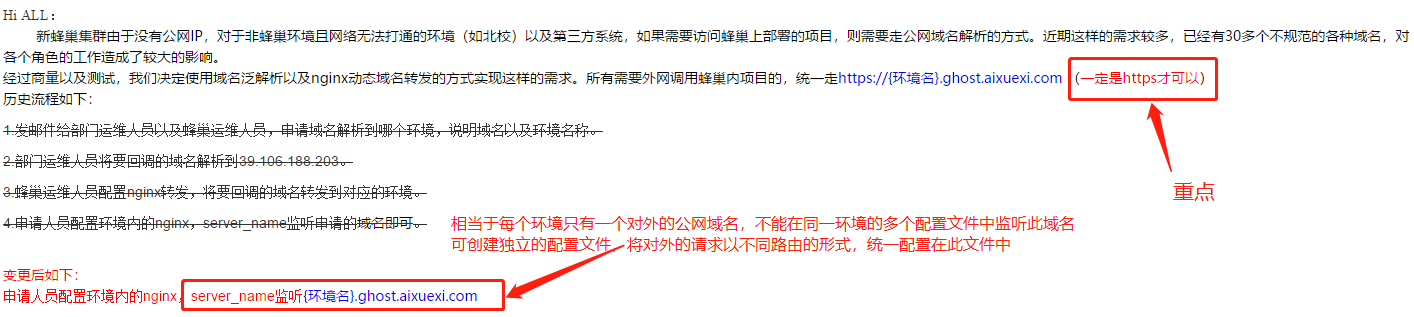 Hi ALL：
新蜂巢集群由于没有公网IP，对于非蜂巢环境且网络无法打通的环境（如北校）以及第三方系统，如果需要访问蜂巢上部署的项目，则需要走公网域名解析的方式。近期这样的需求较多，已经有30多个不规范的各种域名，对
各个角色的工作造成了较大的影响。
经过商量以及测试，我们决定使用域名泛解析以及nginx动态域名转发的方式实现这样的需求。所有需要外网调用蜂巢内项目的，统一走https://{环境名}.ghost.aixuexi.com （一定是https才可以）
历史流程如下：
1.发邮件给部门运维人员以及蜂巢运维人员，申请域名解析到哪个环境，说明域名以及环境名称。
2.部门运维人员将要回调的域名解析到39.106.188.203。
3.蜂巢运维人员配置nginx转发，将要回调的域名转发到对应的环境。
重点
4.申请人员配置环境内的nginx，server_name监听申请的域名即可。
相当于每个环境只有一个对外的公网域名，不能在同一环境的多个配置文件中监听此域名
可创建独立的配置文件，将对外的请求以不同路由的形式，统一配置在此文件中
变更后如下：
申请人员配置环境内的nginx，server_name监听{环境名}.ghost.aixuexi.com